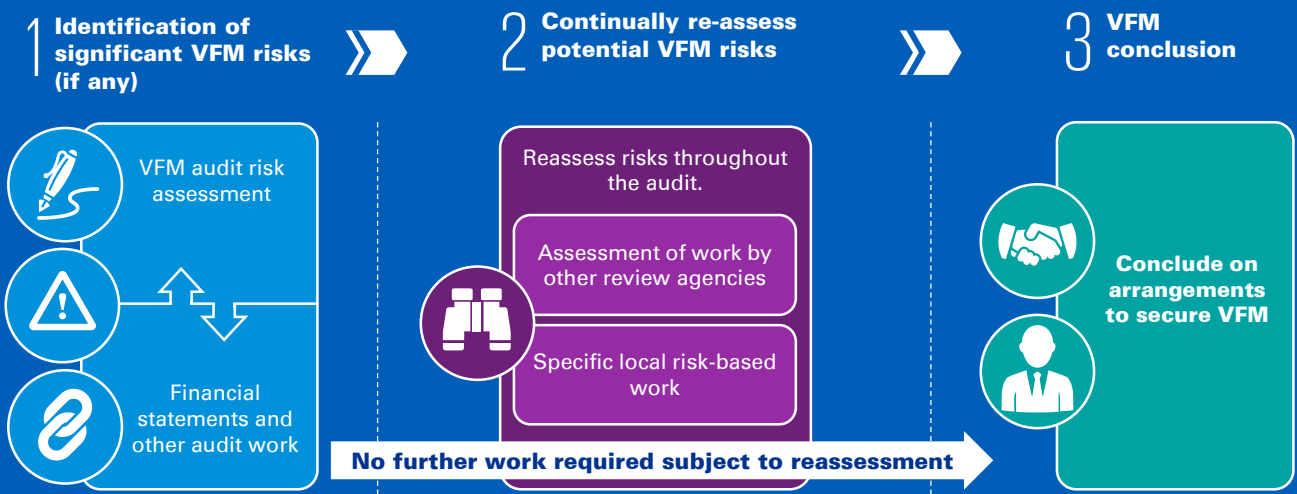 1
Identification of
significant VFM risks
(if any)
2
Continually re-assess
potential VFM risks
3
VFM
conclusion
VFM audit risk
assessment
Financial
statements and
other audit work
Reassess risks throughout
the audit.
Assessment of work by
other review agencies
Specific local risk-based
work
Conclude on
arrangements
to secure VFM
No further work required subject to reassessment